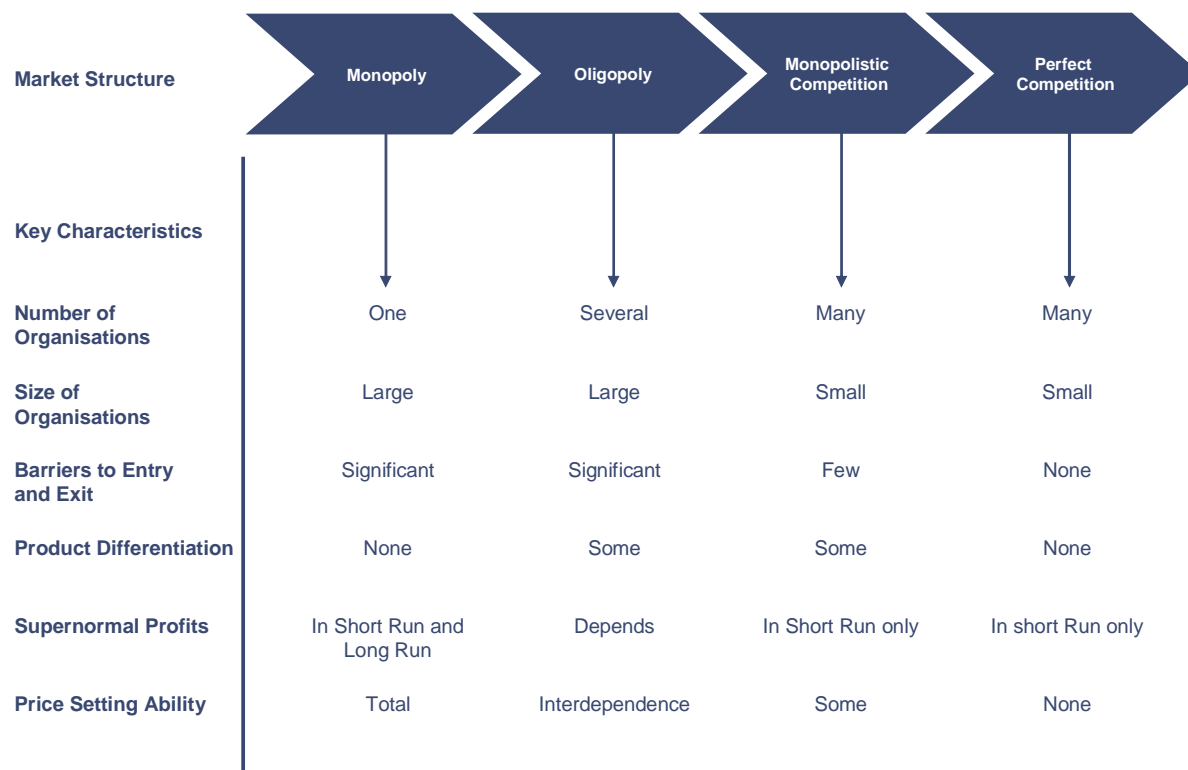 Market Structure
Monopoly
Oligopoly
Monopolistic
Competition
Perfect
Competition
Key Characteristics
Number of
Organisations
One
Several
Many
Many
Size of
Organisations
Large
Large
Small
Small
Barriers to Entry
and Exit
Significant
Significant
Few
None
Product Differentiation
None
Some
Some
None
Supernormal Profits
In Short Run and
Long Run
Depends
In Short Run only
In short Run only
Price Setting Ability
Total
Interdependence
Some
None